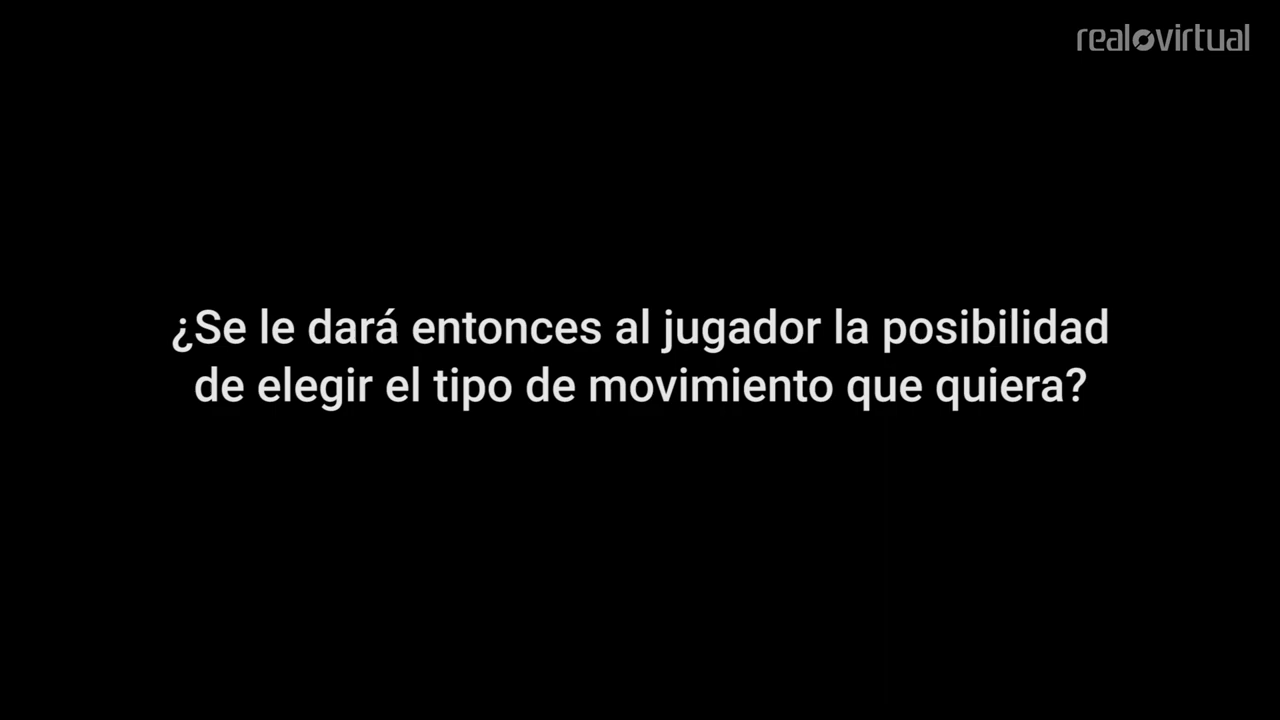 realovirtual
¿Se le dará entonces al jugador la posibilidad
de elegir el tipo de movimiento que quiera?